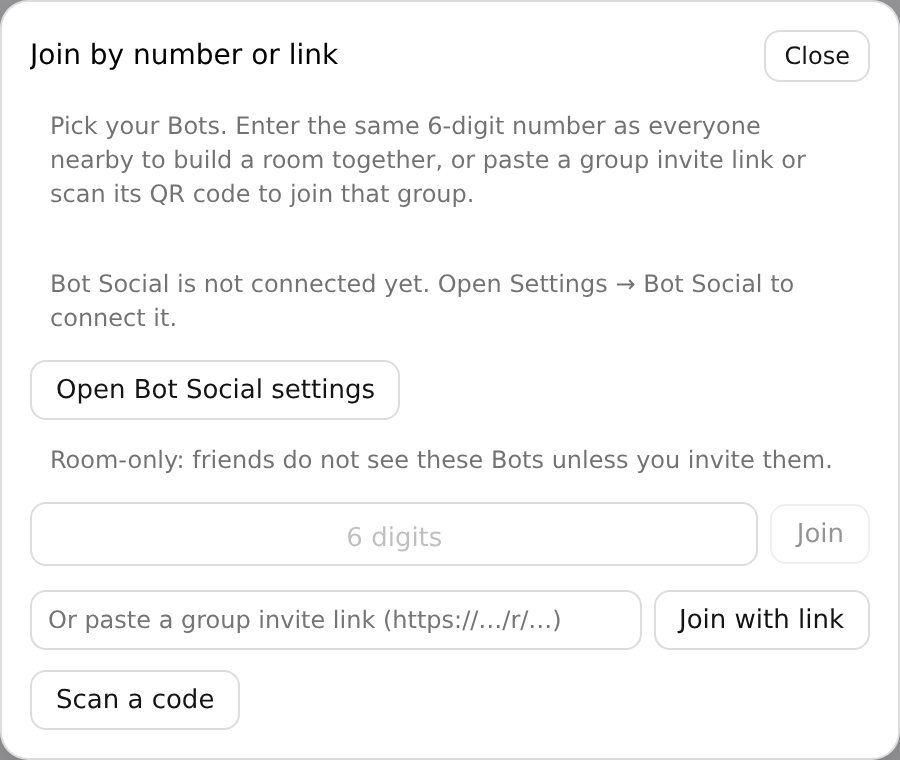 Join by number or link
Close
Pick your Bots. Enter the same 6-digit number as everyone
nearby to build a room together, or paste a group invite link or
scan its QR code to join that group.
Bot Social is not connected yet. Open Settings → Bot Social to
connect it.
Open Bot Social settings
Room-only: friends do not see these Bots unless you invite them.
6 digits
Join
Or paste a group invite link (https://…/r/…)
Join with link
Scan a code